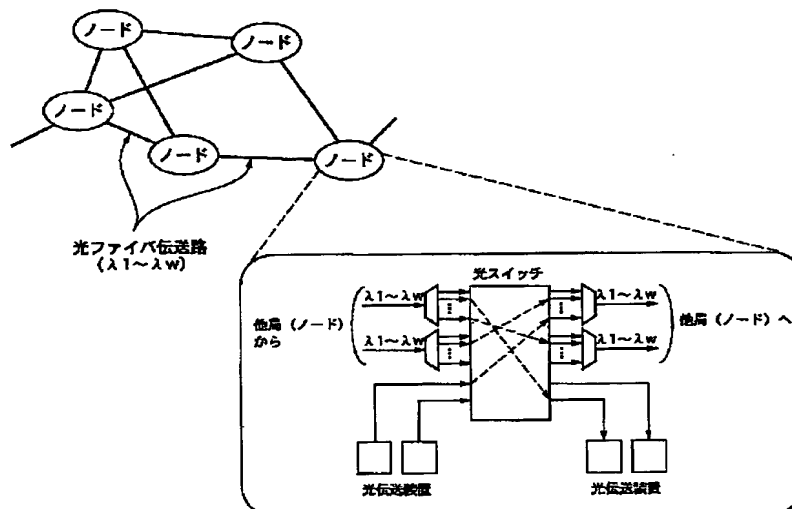 ノード
ノード
ノード
ノード
ノード
光ファイバ伝送路
(λ1~λw)
光スイッチ
λ1~λw
λ1~λw
他局(ノード)
から
他局(ノード)へ
λ1~λw
λ1~λw
光伝送装置
光伝送装置